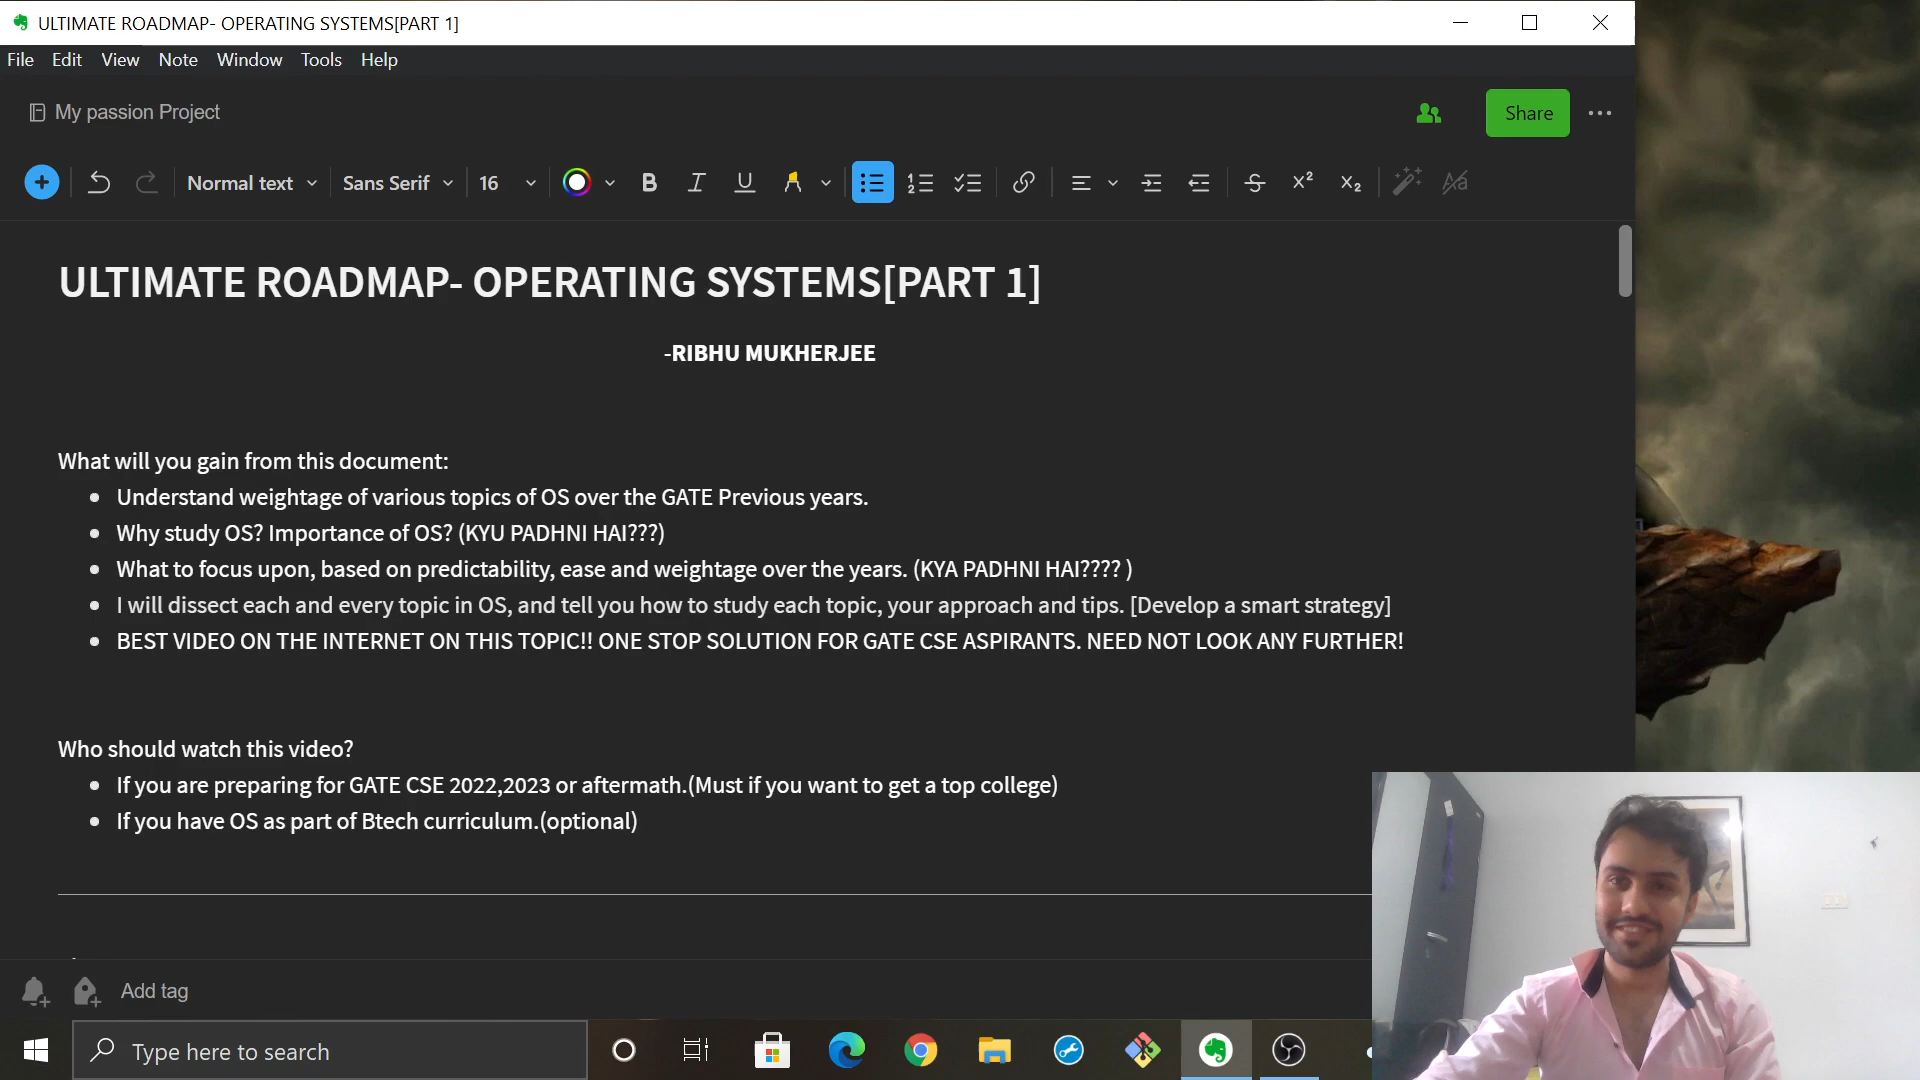 ULTIMATE ROADMAP- OPERATING SYSTEMS[PART 1]
File Edit View Note Window Tools Help
My passion Project
Share
Normal text Sans Serif 16
ULTIMATE ROADMAP- OPERATING SYSTEMS[PART 1]
-RIBHU MUKHERJEE
What will you gain from this document:
Understand weightage of various topics of OS over the GATE Previous years.
Why study OS? Importance of OS? (KYU PADHNI HAI???)
What to focus upon, based on predictability, ease and weightage over the years. (KYA PADHNI HAI???? )
I will dissect each and every topic in OS, and tell you how to study each topic, your approach and tips. [Develop a smart strategy]
BEST VIDEO ON THE INTERNET ON THIS TOPIC!! ONE STOP SOLUTION FOR GATE CSE ASPIRANTS. NEED NOT LOOK ANY FURTHER!
Who should watch this video?
If you are preparing for GATE CSE 2022,2023 or aftermath.(Must if you want to get a top college)
If you have OS as part of Btech curriculum.(optional)
Add tag
Type here to search